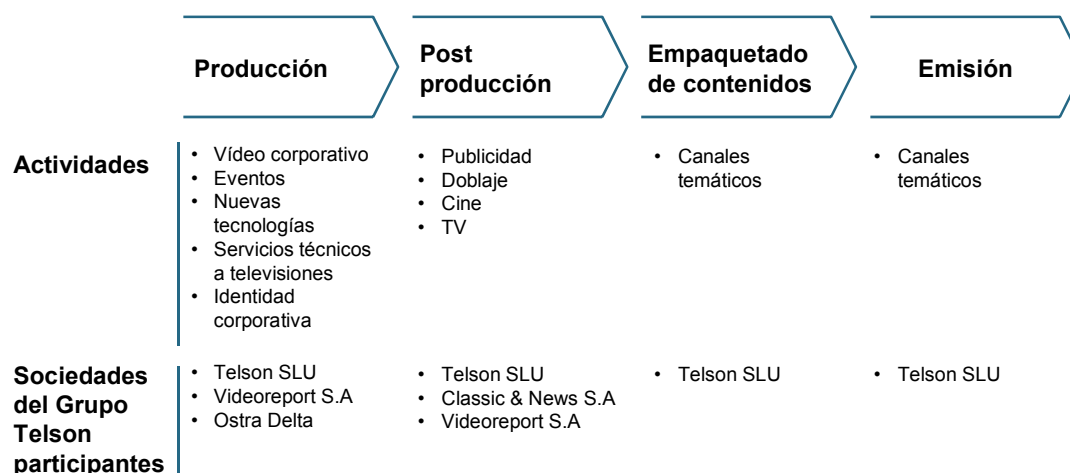 Producción
Post
producción
Empaquetado
de contenidos
Emisión
Actividades
• Vídeo corporativo
• Eventos
• Nuevas
tecnologías
• Servicios técnicos
a televisiones
• Identidad
corporativa
• Publicidad
• Doblaje
• Cine
• TV
• Canales
temáticos
• Canales
temáticos
Sociedades
del Grupo
Telson
participantes
• Telson SLU
• Videoreport S.A
• Ostra Delta
• Telson SLU
• Classic & News S.A
• Videoreport S.A
• Telson SLU
• Telson SLU